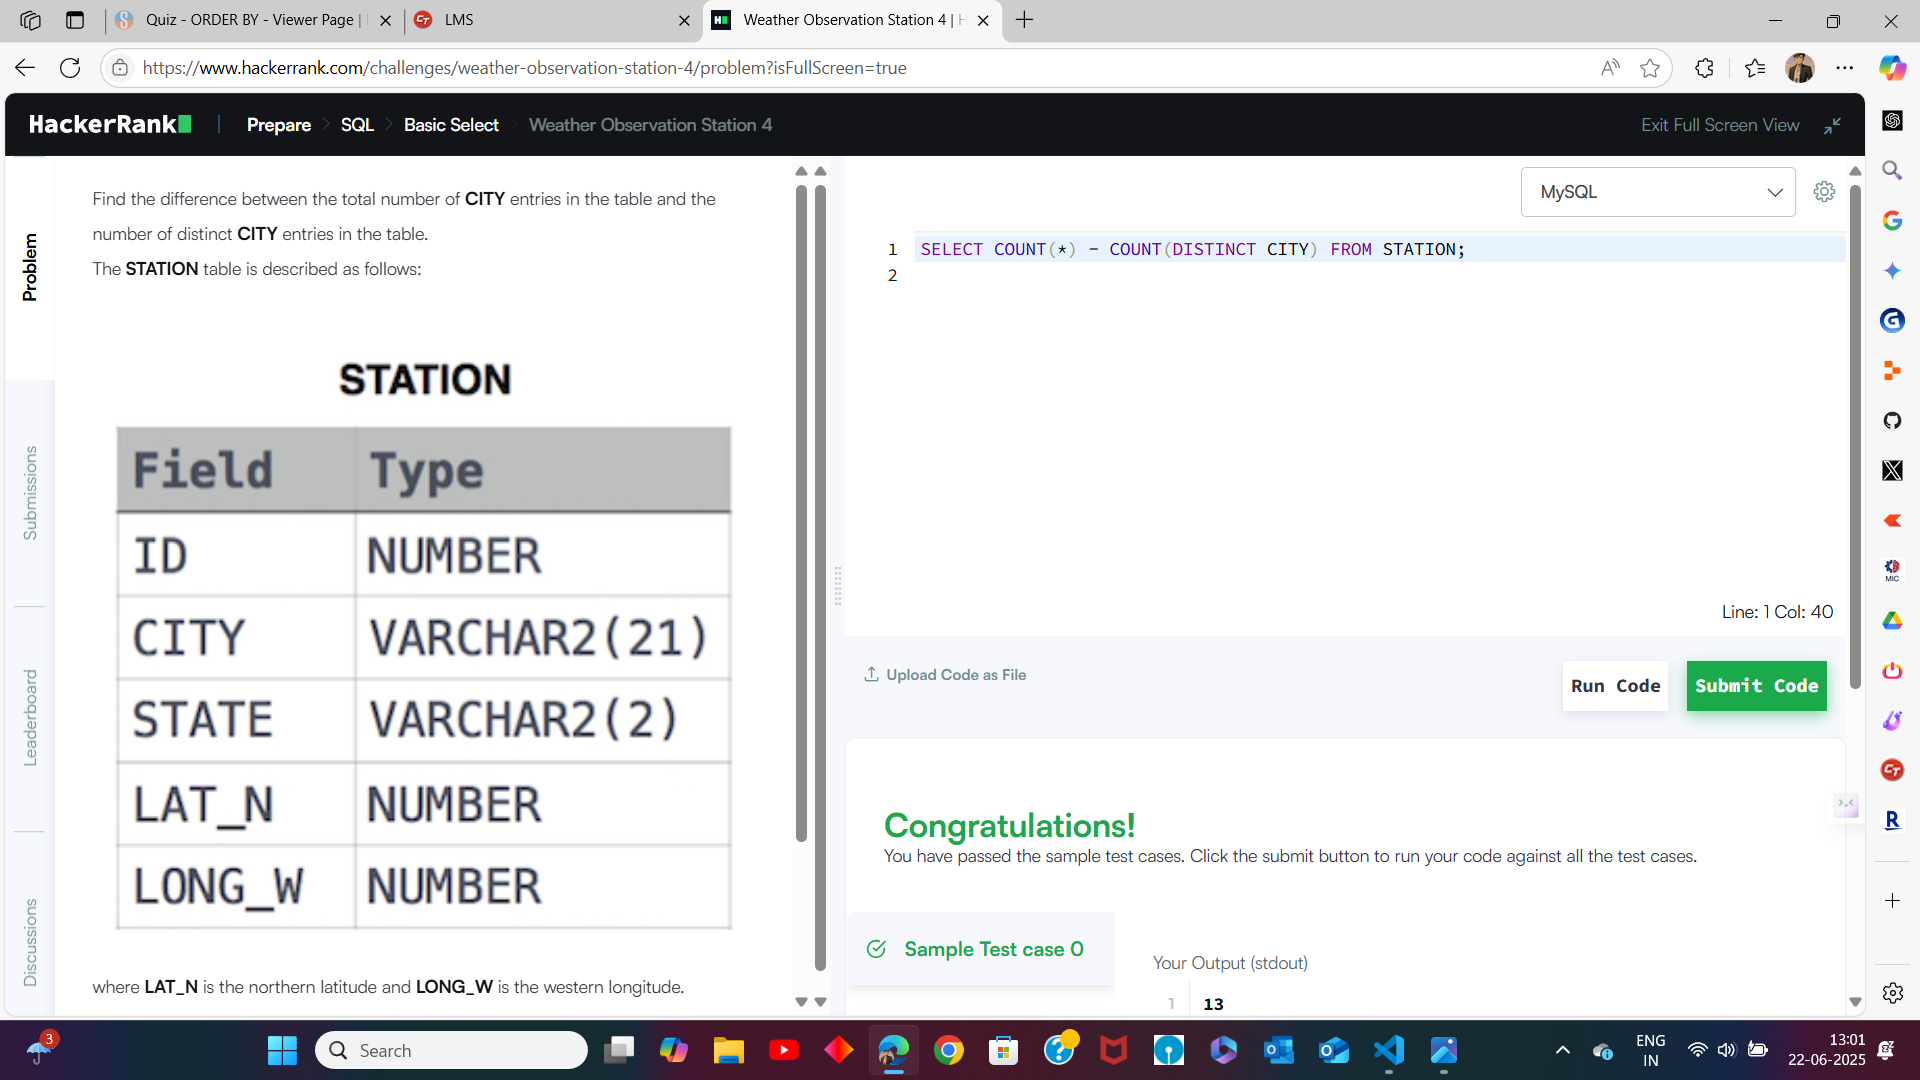 Quiz - ORDER BY - Viewer Page |
LMS
Weather Observation Station 4 | H
https://www.hackerrank.com/challenges/weather-observation-station-4/problem?isFullScreen=true
HackerRank
Prepare
SQL
Basic Select
Weather Observation Station 4
Exit Full Screen View
Problem
Submissions
Leaderboard
Discussions
Find the difference between the total number of CITY entries in the table and the
number of distinct CITY entries in the table.
The STATION table is described as follows:
STATION
Field Type
ID NUMBER
CITY VARCHAR2(21)
STATE VARCHAR2(2)
LAT_N NUMBER
LONG_W NUMBER
where LAT_N is the northern latitude and LONG_W is the western longitude.
MySQL
1 SELECT COUNT(*) - COUNT(DISTINCT CITY) FROM STATION;
2
Line: 1 Col: 40
Upload Code as File
Run Code
Submit Code
Congratulations!
You have passed the sample test cases. Click the submit button to run your code against all the test cases.
Sample Test case 0
Your Output (stdout)
1 13
MIC
CT
R
3
Search
ENG
IN
13:01
22-06-2025